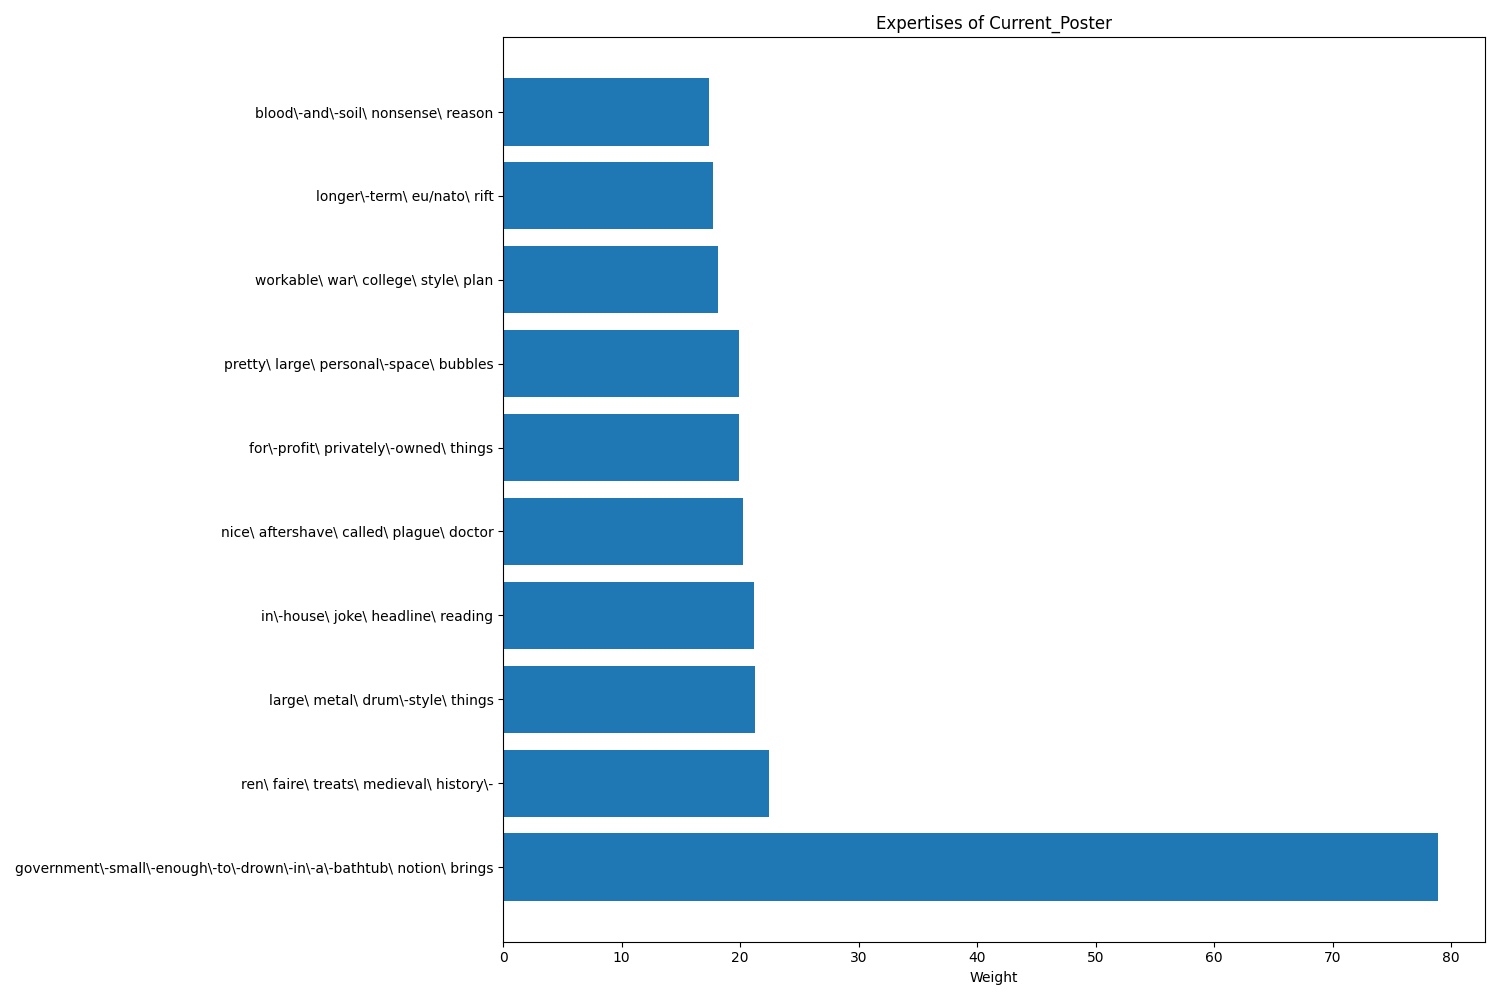 Expertises of Current_Poster
blood\-and\-soil\ nonsense\ reason
longer\-term\ eu/nato\ rift
workable\ war\ college\ style\ plan
pretty\ large\ personal\-space\ bubbles
for\-profit\ privately\-owned\ things
nice\ aftershave\ called\ plague\ doctor
in\-house\ joke\ headline\ reading
large\ metal\ drum\-style\ things
ren\ faire\ treats\ medieval\ history\-
government\-small\-enough\-to\-drown\-in\-a\-bathtub\ notion\ brings
0 10 20 30 40 50 60 70 80
Weight